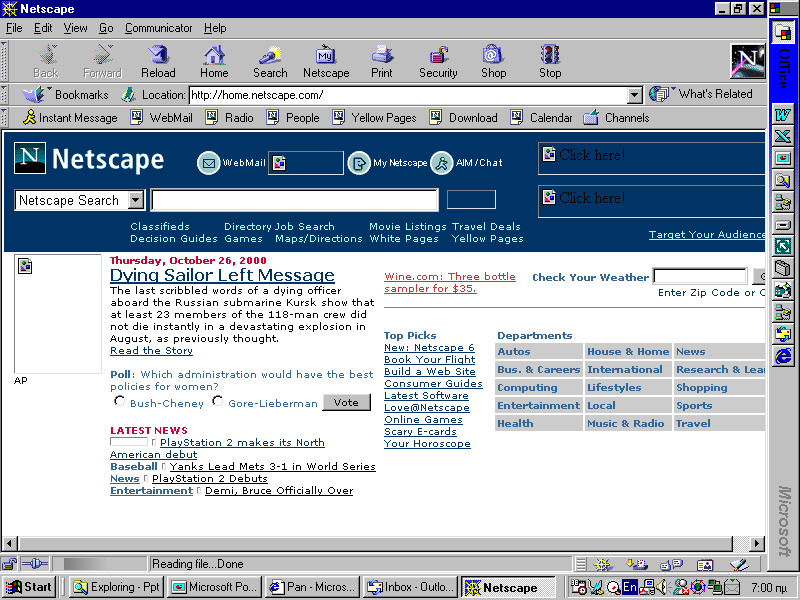 Netscape
File Edit View Go Communicator Help
Back Forward Reload Home Search Netscape Print Security Shop Stop
My
N
Office
Bookmarks Location: http://home.netscape.com/ What's Related
Instant Message WebMail Radio People Yellow Pages Download Calendar Channels
N Netscape WebMail My Netscape AIM/Chat Click here!
Netscape Search Click here!
Classifieds Directory Job Search Movie Listings Travel Deals
Decision Guides Games Maps/Directions White Pages Yellow Pages Target Your Audience
Thursday, October 26, 2000
Dying Sailor Left Message
The last scribbled words of a dying officer
aboard the Russian submarine Kursk show that
at least 23 members of the 118-man crew did
not die instantly in a devastating explosion in
August, as previously thought.
Read the Story
AP
Poll: Which administration would have the best
policies for women?
Bush-Cheney Gore-Lieberman Vote
LATEST NEWS
PlayStation 2 makes its North
American debut
Baseball Yanks Lead Mets 3-1 in World Series
News PlayStation 2 Debuts
Entertainment Demi, Bruce Officially Over
Wine.com: Three bottle
sampler for $35.
Check Your Weather G
Enter Zip Code or C
Top Picks
New: Netscape 6
Book Your Flight
Build a Web Site
Consumer Guides
Latest Software
Love@Netscape
Online Games
Scary E-cards
Your Horoscope
Departments
Autos House & Home News
Bus. & Careers International Research & Lear
Computing Lifestyles Shopping
Entertainment Local Sports
Health Music & Radio Travel
Microsoft
Reading file...Done
Start Exploring - Ppt Microsoft Po... Pan - Micros... Inbox - Outlo... Netscape En 7:00 πμ